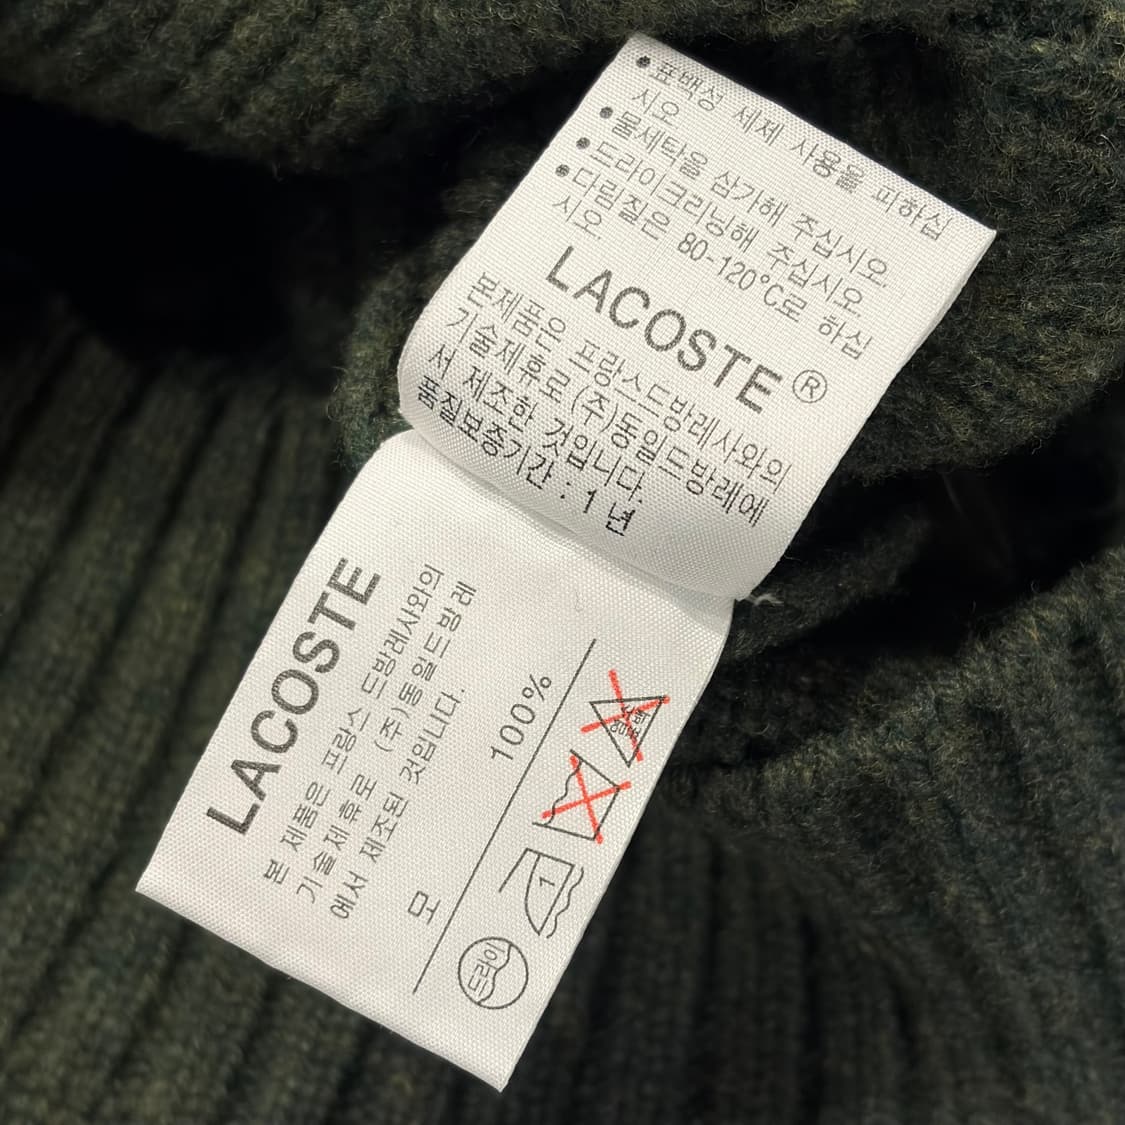 • 표백성 세제 사용을 피하십
시오
• 물세탁을 삼가해 주십시오.
• 드라이크리닝해 주십시오.
• 다림질은 80-120°C로 하십
시오.
LACOSTE ®
본제품은 프랑스드방레사와의
기술제휴로 (주)동일드방레에
서 제조한 것입니다.
품질보증기간 : 1 년
LACOSTE
본 제품은 프랑스 드방레사와의
기술제휴로 (주)동일드방레
에서 제조된 것입니다.
모 100%
1
드라이